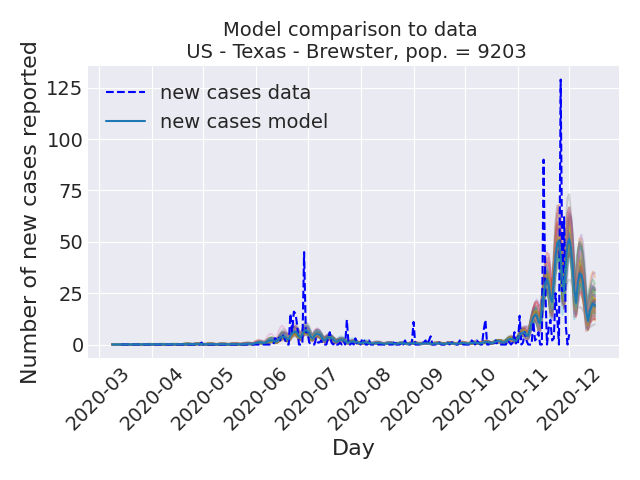 Model comparison to data
US - Texas - Brewster, pop. = 9203
Number of new cases reported
125
100
75
50
25
0
new cases data
new cases model
2020-03
2020-04
2020-05
2020-06
2020-07
2020-08
2020-09
2020-10
2020-11
2020-12
Day